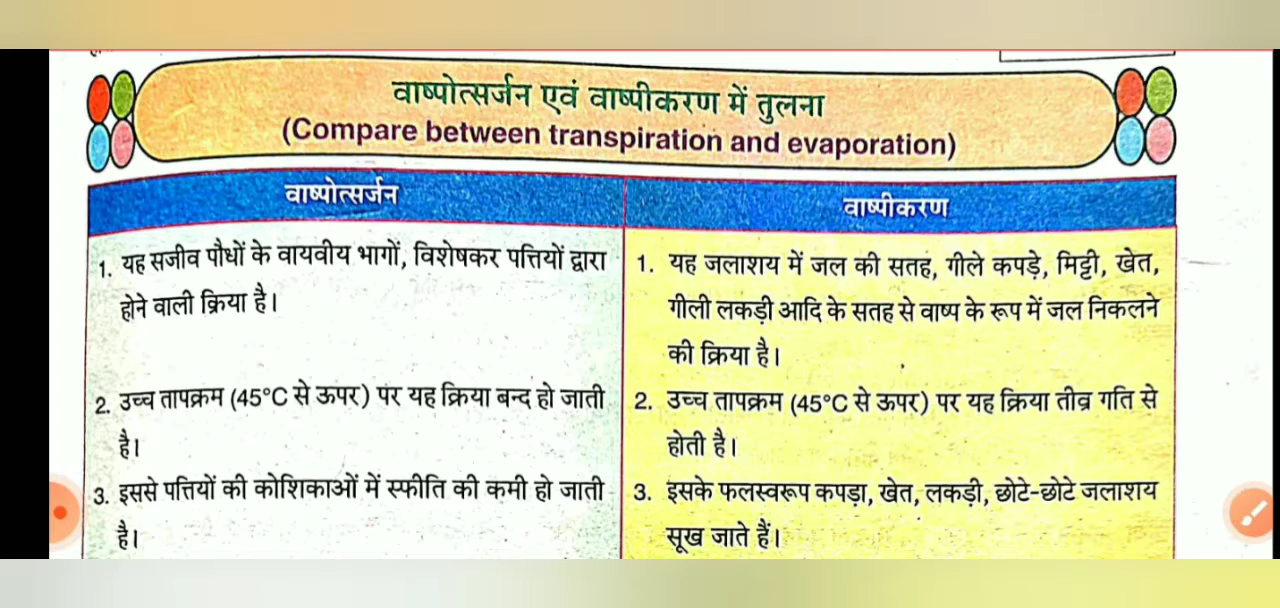 वाष्पोत्सर्जन एवं वाष्पीकरण में तुलना
(Compare between transpiration and evaporation)
वाष्पोत्सर्जन
वाष्पीकरण
1. यह सजीव पौधों के वायवीय भागों, विशेषकर पत्तियों द्वारा
होने वाली क्रिया है।
2. उच्च तापक्रम (45°C से ऊपर) पर यह क्रिया बन्द हो जाती
है।
3. इससे पत्तियों की कोशिकाओं में स्फीति की कमी हो जाती
है।
1. यह जलाशय में जल की सतह, गीले कपड़े, मिट्टी, खेत,
गीली लकड़ी आदि के सतह से वाष्प के रूप में जल निकलने
की क्रिया है।
2. उच्च तापक्रम (45°C से ऊपर) पर यह क्रिया तीव्र गति से
होती है।
3. इसके फलस्वरूप कपड़ा, खेत, लकड़ी, छोटे-छोटे जलाशय
सूख जाते हैं।